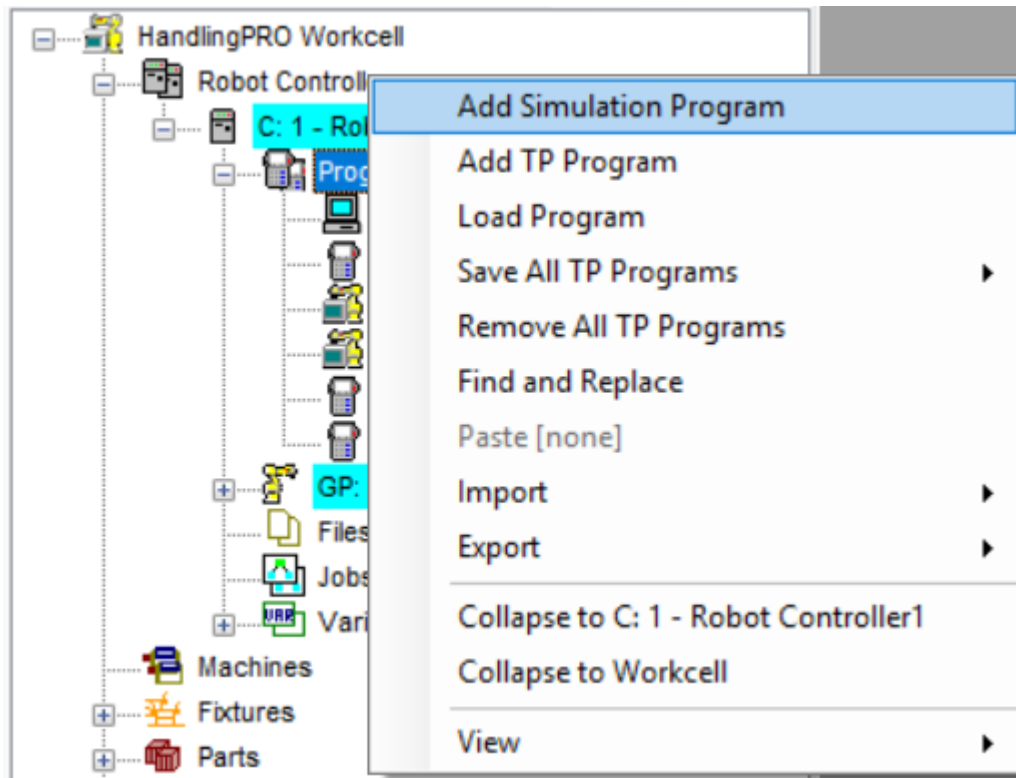 HandlingPRO Workcell
Robot Controll
C: 1 - Ro
Prog
GP:
Files
Jobs
VAR
Vari
Machines
Fixtures
Parts
Add Simulation Program
Add TP Program
Load Program
Save All TP Programs
Remove All TP Programs
Find and Replace
Paste [none]
Import
Export
Collapse to C: 1 - Robot Controller1
Collapse to Workcell
View